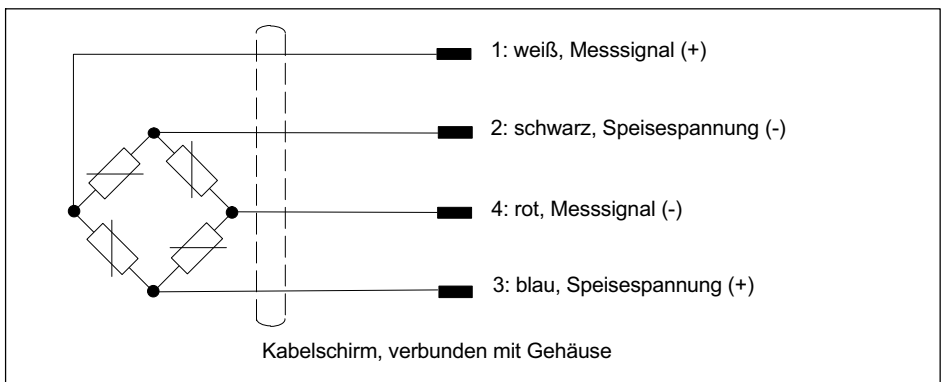 1: weiß, Messsignal (+)
2: schwarz, Speisespannung (-)
4: rot, Messsignal (-)
3: blau, Speisespannung (+)
Kabelschirm, verbunden mit Gehäuse